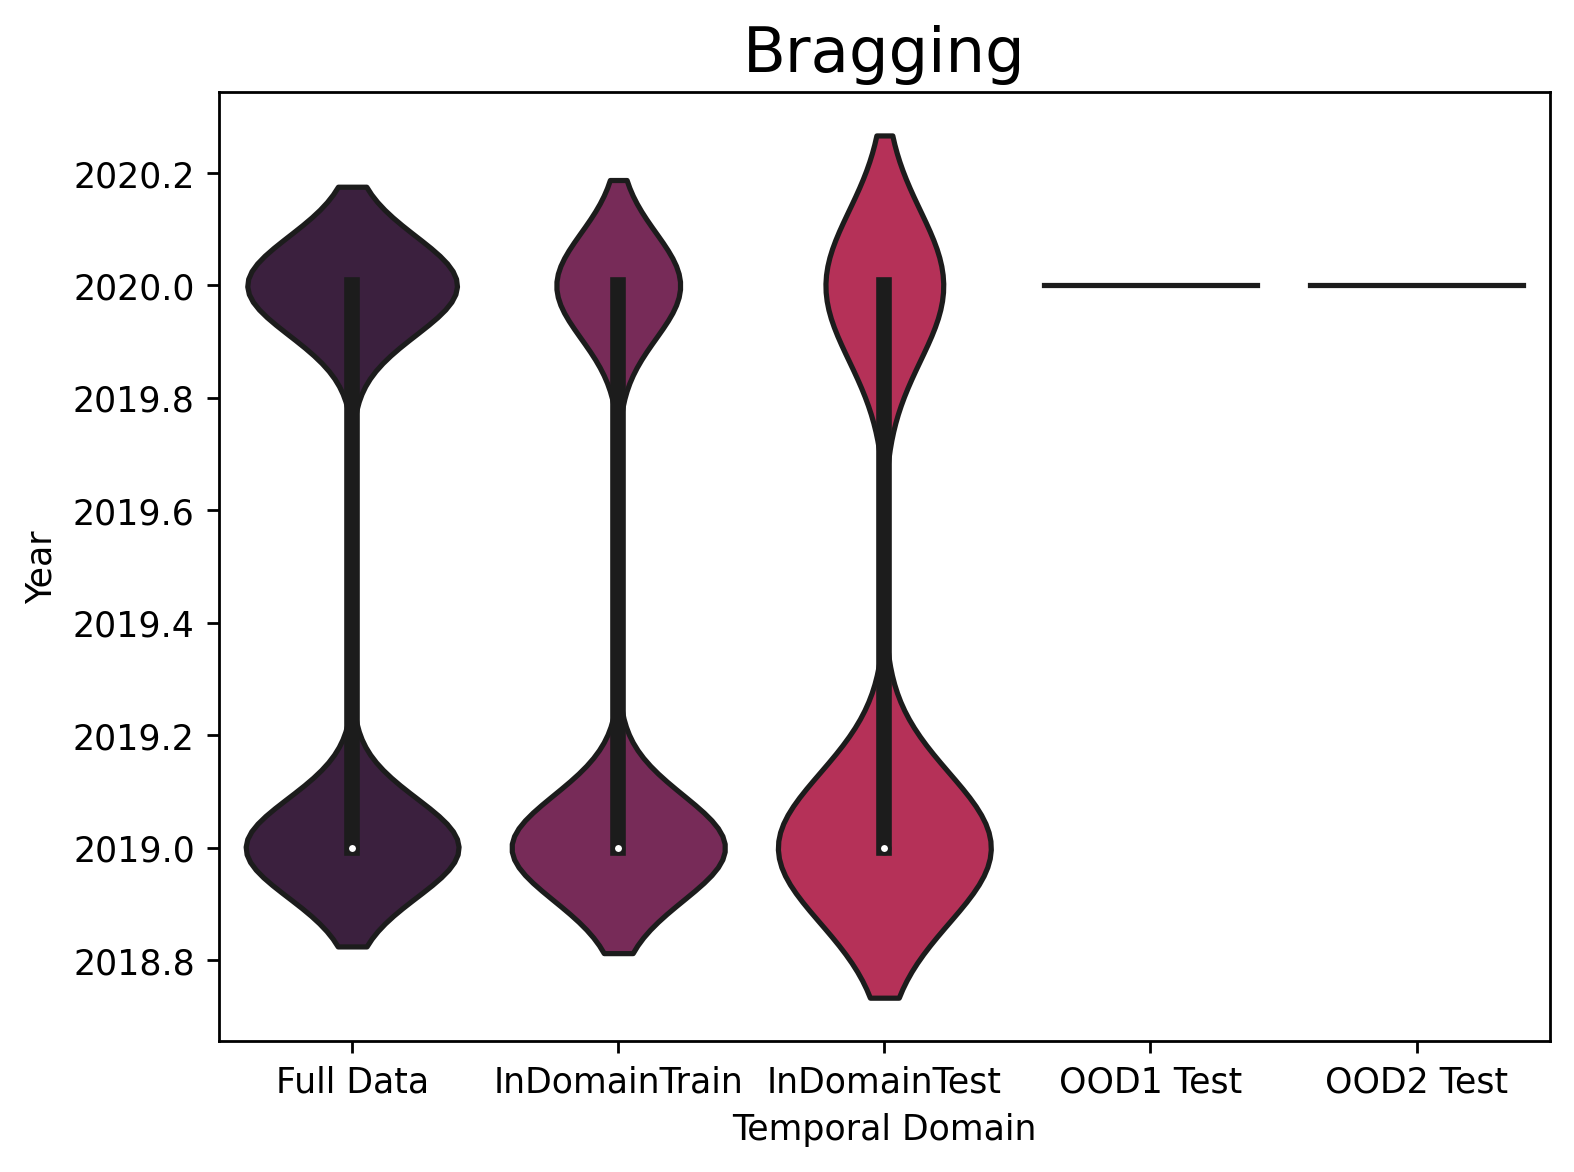 Bragging
2020.2
2020.0
2019.8
2019.6
2019.4
2019.2
2019.0
2018.8
Year
Full Data
InDomainTrain
InDomainTest
OOD1 Test
OOD2 Test
Temporal Domain